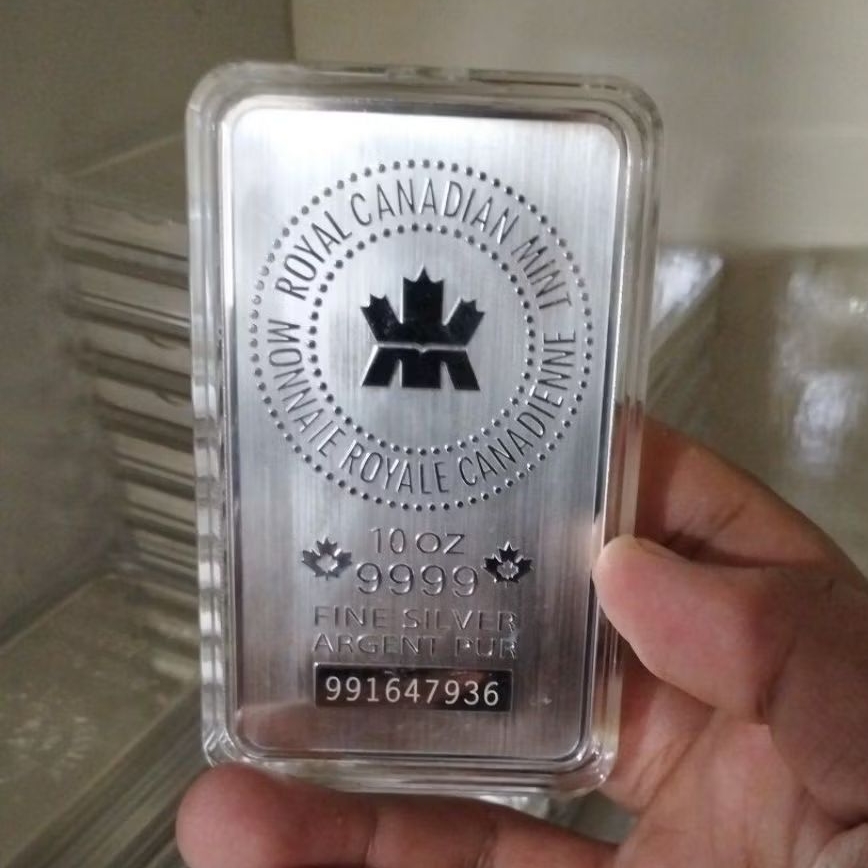 ROYAL CANADIAN MINT
MONNAIE ROYALE CANADIENNE
10 OZ
9999
FINE SILVER
ARGENT PUR
991647936